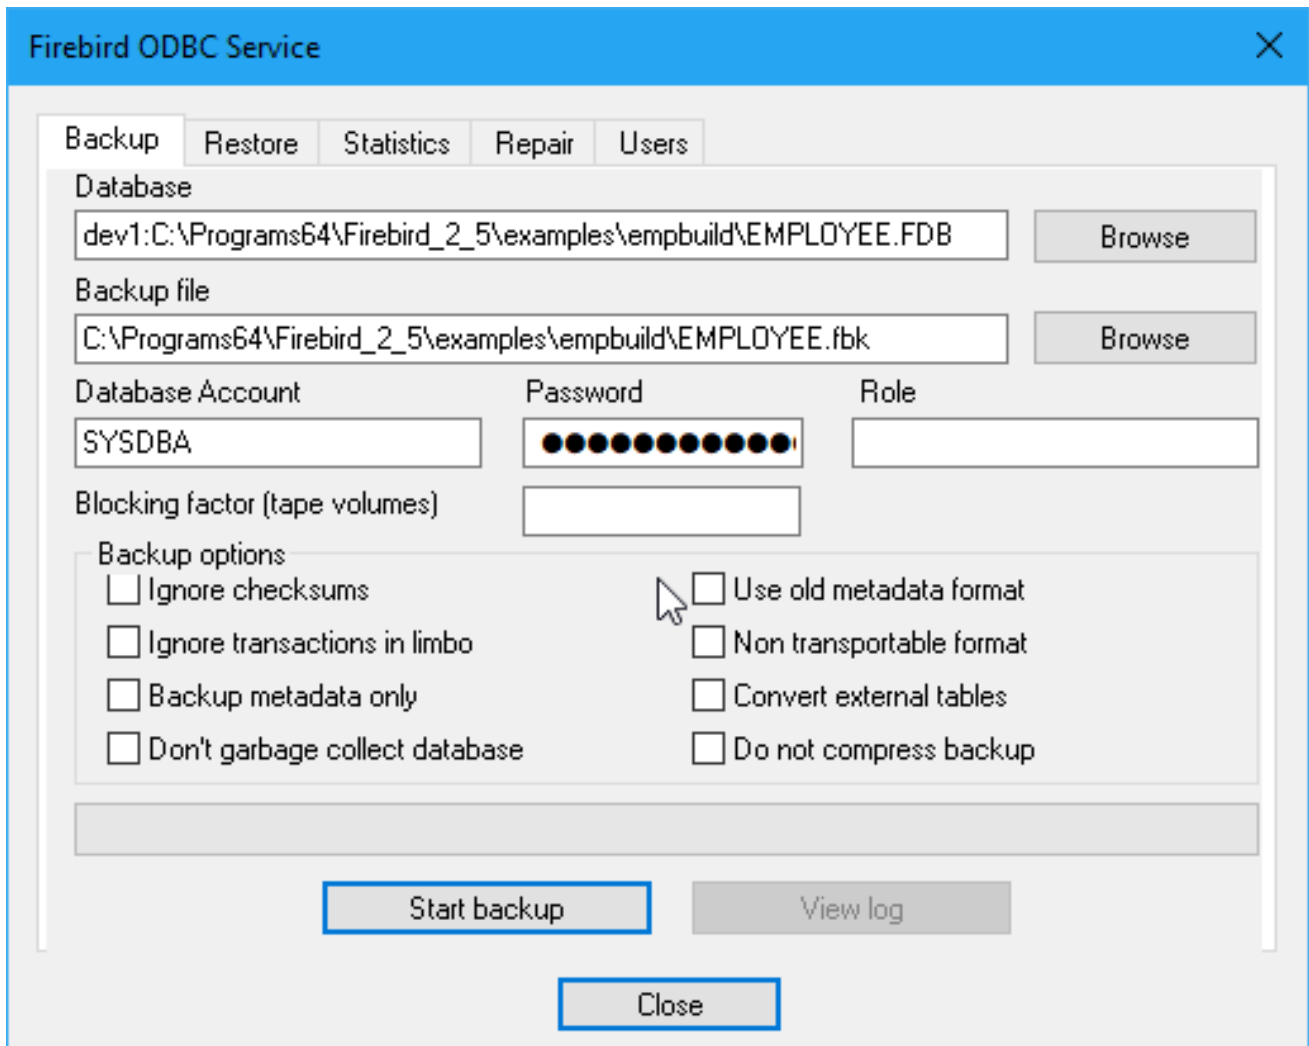 Firebird ODBC Service
Backup Restore Statistics Repair Users
Database
dev1:C:\Programs64\Firebird_2_5\examples\empbuild\EMPLOYEE.FDB Browse
Backup file
C:\Programs64\Firebird_2_5\examples\empbuild\EMPLOYEE.fbk Browse
Database Account Password Role
SYSDBA
Blocking factor (tape volumes)
Backup options
Ignore checksums Use old metadata format
Ignore transactions in limbo Non transportable format
Backup metadata only Convert external tables
Don't garbage collect database Do not compress backup
Start backup View log
Close